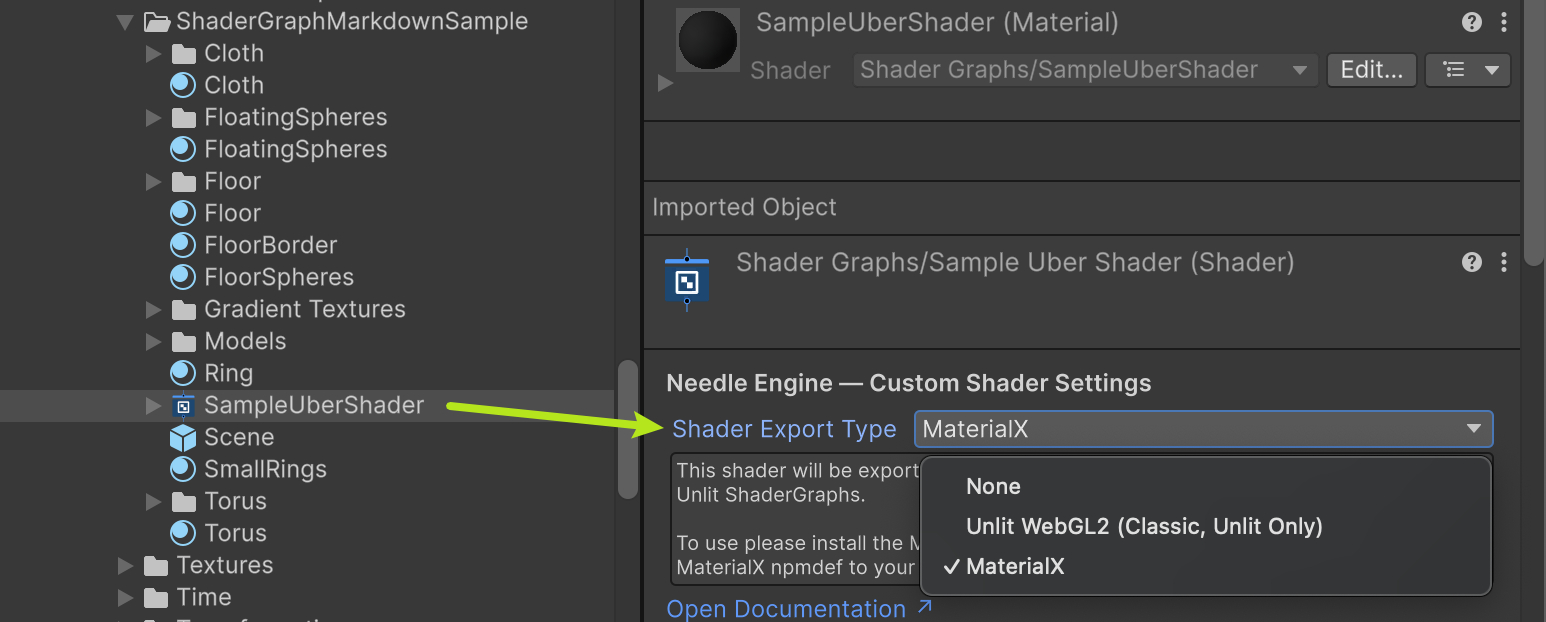 ShaderGraphMarkdownSample
Cloth
Cloth
FloatingSpheres
FloatingSpheres
Floor
Floor
FloorBorder
FloorSpheres
Gradient Textures
Models
Ring
SampleUberShader
Scene
SmallRings
Torus
Torus
Textures
Time
SampleUberShader (Material)
Shader Shader Graphs/SampleUberShader Edit...
Imported Object
Shader Graphs/Sample Uber Shader (Shader)
Needle Engine — Custom Shader Settings
Shader Export Type MaterialX
This shader will be export
Unlit ShaderGraphs.
To use please install the M
MaterialX npmdef to your
None
Unlit WebGL2 (Classic, Unlit Only)
✓ MaterialX
Open Documentation ↗